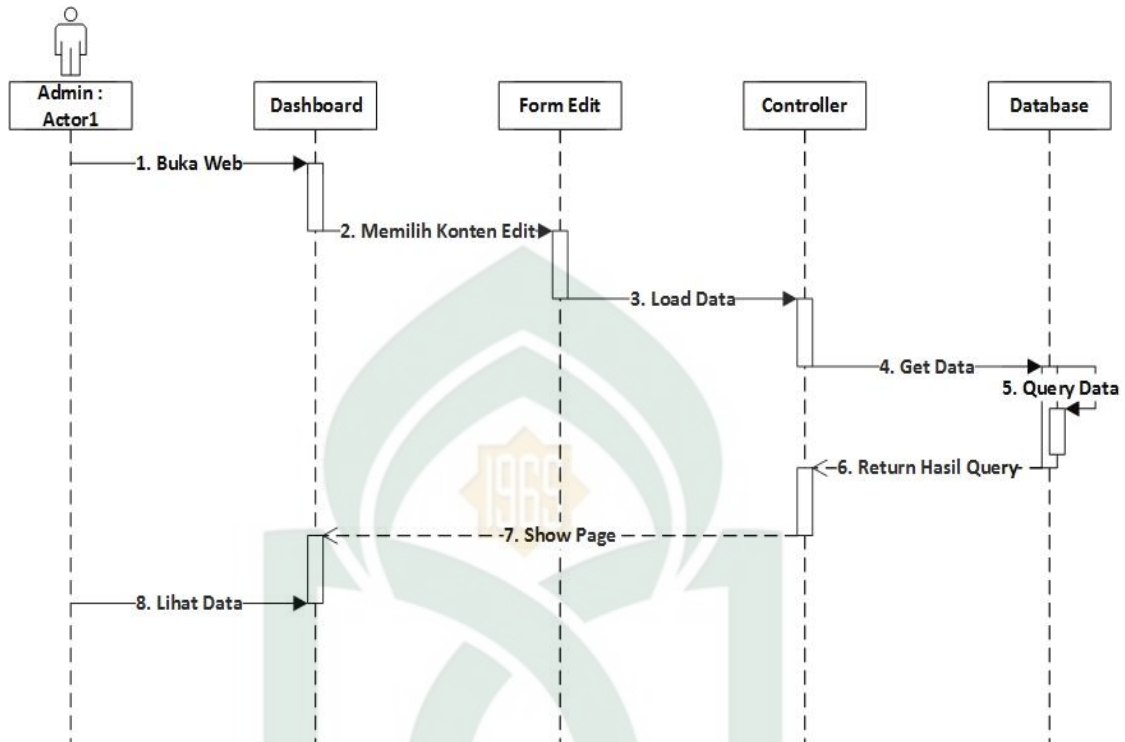 Admin :
Actor1
Dashboard
Form Edit
Controller
Database
1. Buka Web
2. Memilih Konten Edit
3. Load Data
4. Get Data
5. Query Data
6. Return Hasil Query
7. Show Page
8. Lihat Data
1969